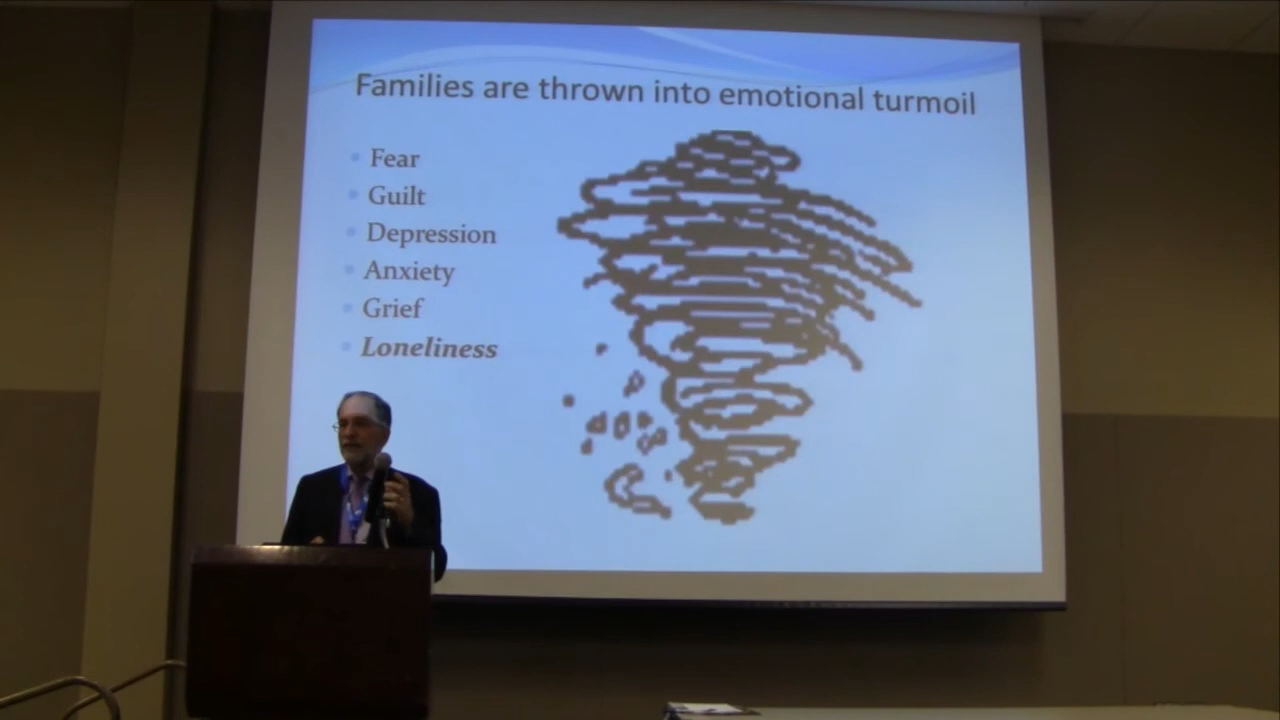 Families are thrown into emotional turmoil
Fear
Guilt
Depression
Anxiety
Grief
Loneliness